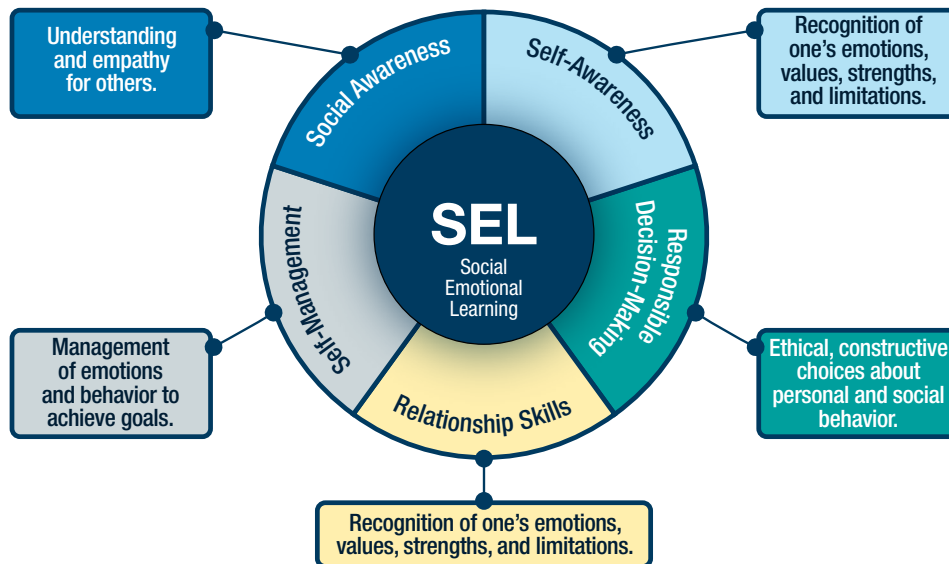 Understanding
and empathy
for others.
Social Awareness
Self-Awareness
Recognition of
one's emotions,
values, strengths,
and limitations.
SEL
Social
Emotional
Learning
Self-Management
Responsible
Decision-Making
Management
of emotions
and behavior to
achieve goals.
Ethical, constructive
choices about
personal and social
behavior.
Relationship Skills
Recognition of one's emotions,
values, strengths, and limitations.